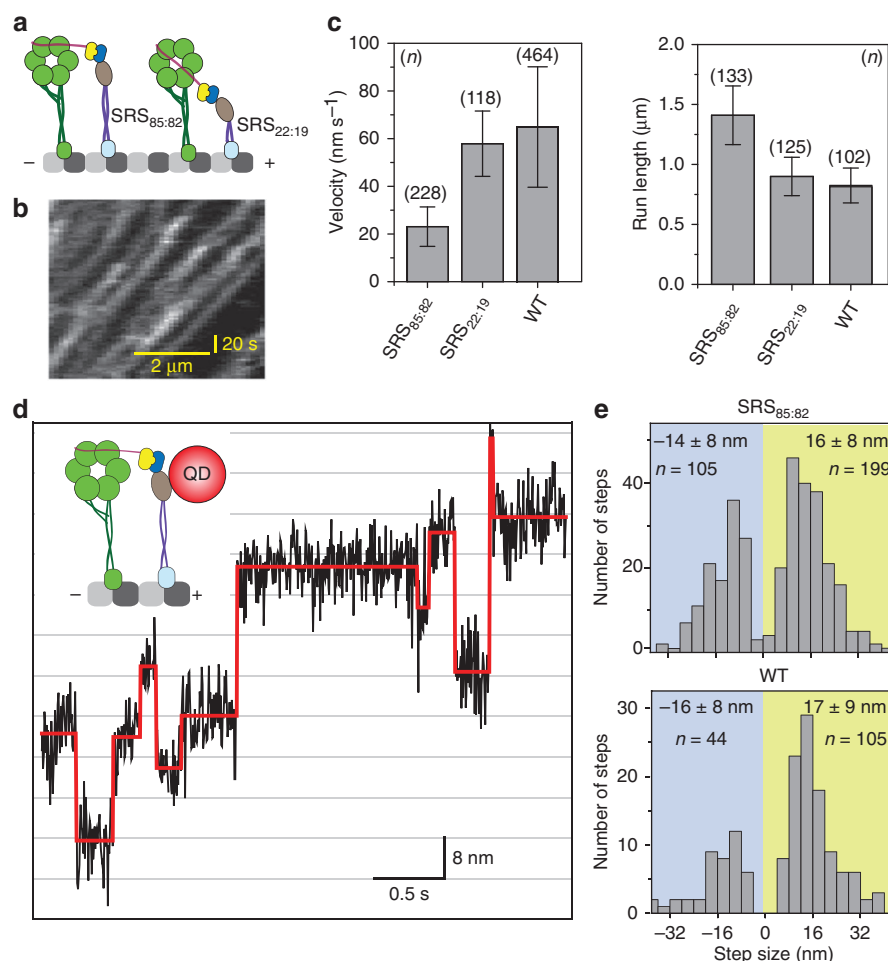 a
SRS85:82
SRS22:19
–
+
b
20 s
2 μm
c
(n)
Velocity (nm s–1)
100
80
60
40
20
0
(228)
(118)
(464)
SRS85:82
SRS22:19
WT
(n)
Run length (μm)
2.0
1.5
1.0
0.5
0.0
(133)
(125)
(102)
SRS85:82
SRS22:19
WT
d
QD
–
+
8 nm
0.5 s
e
SRS85:82
–14 ± 8 nm
16 ± 8 nm
n = 105
n = 199
Number of steps
40
20
0
WT
–16 ± 8 nm
17 ± 9 nm
n = 44
n = 105
Number of steps
30
20
10
0
–32
–16
0
16
32
Step size (nm)